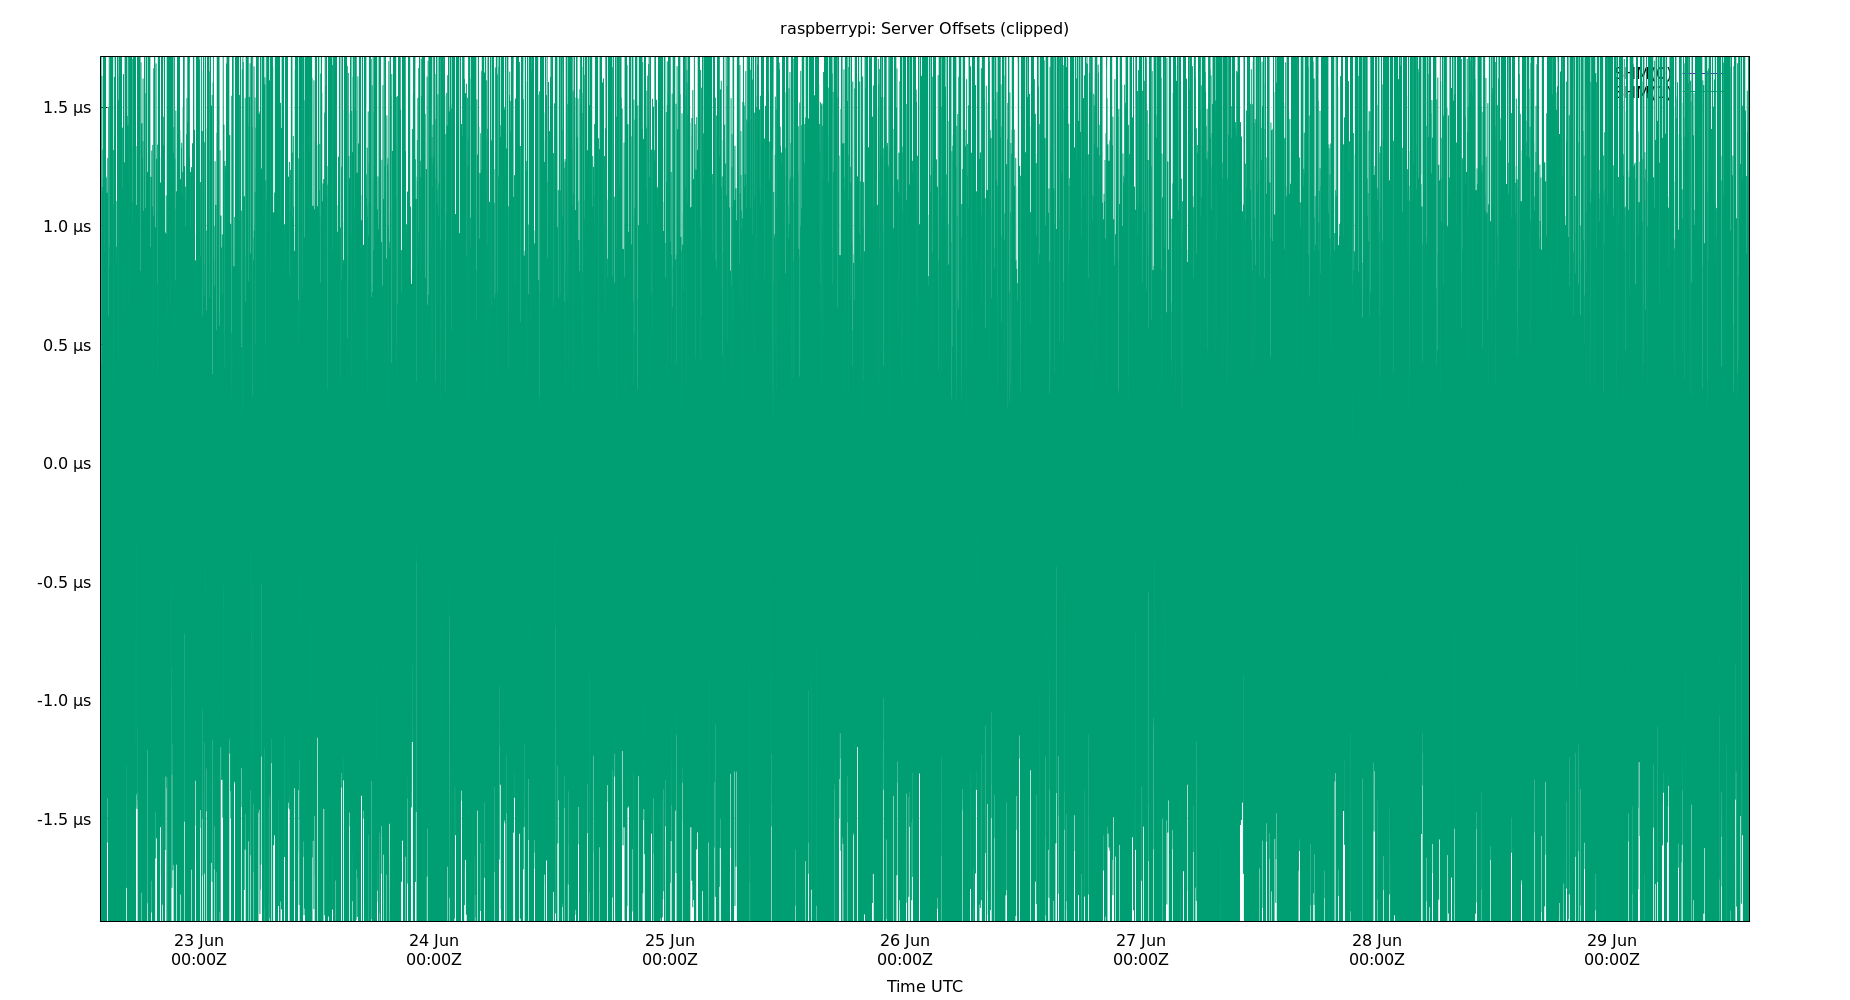 raspberrypi: Server Offsets (clipped)
SHM(0)
1.5 µs
1.0 µs
0.5 µs
0.0 µs
-0.5 µs
-1.0 µs
-1.5 µs
23 Jun 24 Jun 25 Jun 26 Jun 27 Jun 28 Jun 29 Jun
00:00Z 00:00Z 00:00Z 00:00Z 00:00Z 00:00Z 00:00Z
Time UTC